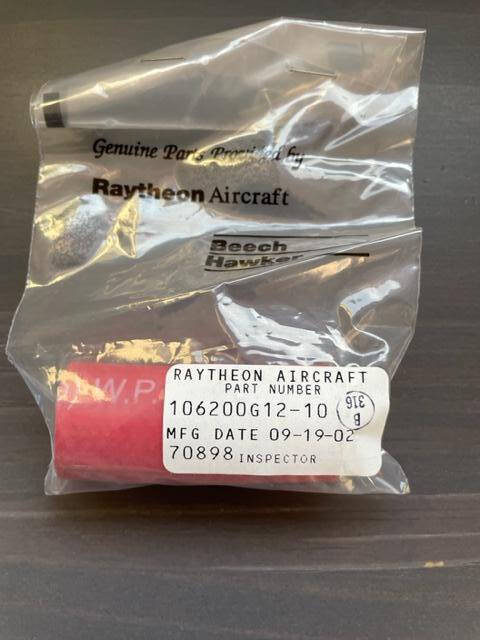 Genuine Parts Provided by
Raytheon Aircraft
Beech
Hawker
W.P.
RAYTHEON AIRCRAFT
PART NUMBER
106200G12-10
B
316
MFG DATE 09-19-02
70898 INSPECTOR